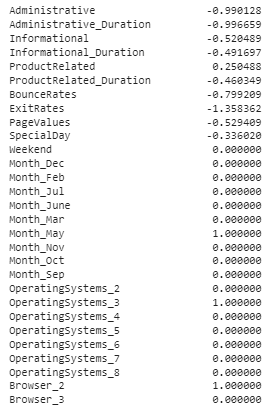 Administrative -0.990128
Administrative_Duration -0.996659
Informational -0.520489
Informational_Duration -0.491697
ProductRelated 0.250488
ProductRelated_Duration -0.460349
BounceRates -0.799209
ExitRates -1.358362
PageValues -0.529409
SpecialDay -0.336020
Weekend 0.000000
Month_Dec 0.000000
Month_Feb 0.000000
Month_Jul 0.000000
Month_June 0.000000
Month_Mar 0.000000
Month_May 1.000000
Month_Nov 0.000000
Month_Oct 0.000000
Month_Sep 0.000000
OperatingSystems_2 0.000000
OperatingSystems_3 1.000000
OperatingSystems_4 0.000000
OperatingSystems_5 0.000000
OperatingSystems_6 0.000000
OperatingSystems_7 0.000000
OperatingSystems_8 0.000000
Browser_2 1.000000
Browser_3 0.000000